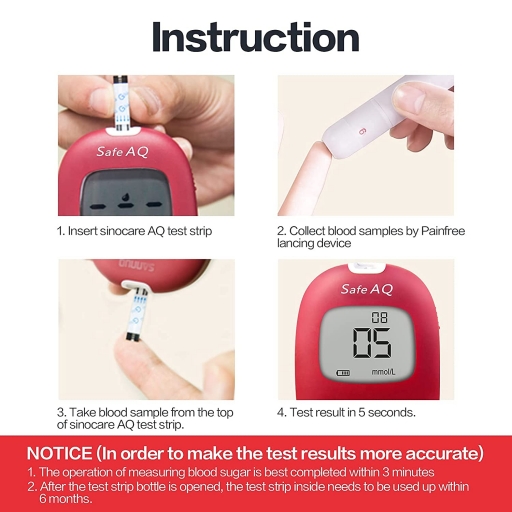 Instruction
Safe AQ
1. Insert sinocare AQ test strip
6
2. Collect blood samples by Painfree
lancing device
sannuo
3. Take blood sample from the top
of sinocare AQ test strip.
Safe AQ
08
05
mmol/L
4. Test result in 5 seconds.
NOTICE (In order to make the test results more accurate)
1. The operation of measuring blood sugar is best completed within 3 minutes
2. After the test strip bottle is opened, the test strip inside needs to be used up within
6 months.